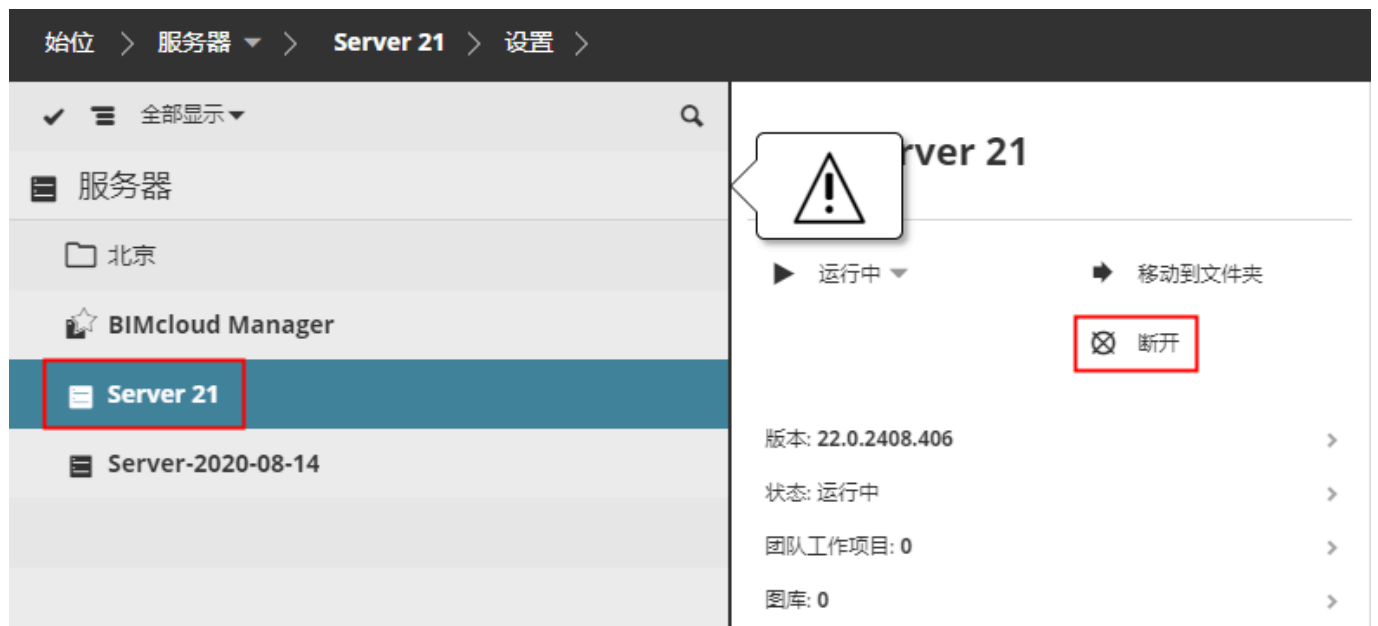 始位 > 服务器 > Server 21 > 设置 >
全部显示
服务器
北京
BIMcloud Manager
Server 21
Server-2020-08-14
rver 21
运行中
移动到文件夹
断开
版本: 22.0.2408.406
状态: 运行中
团队工作项目: 0
图库: 0